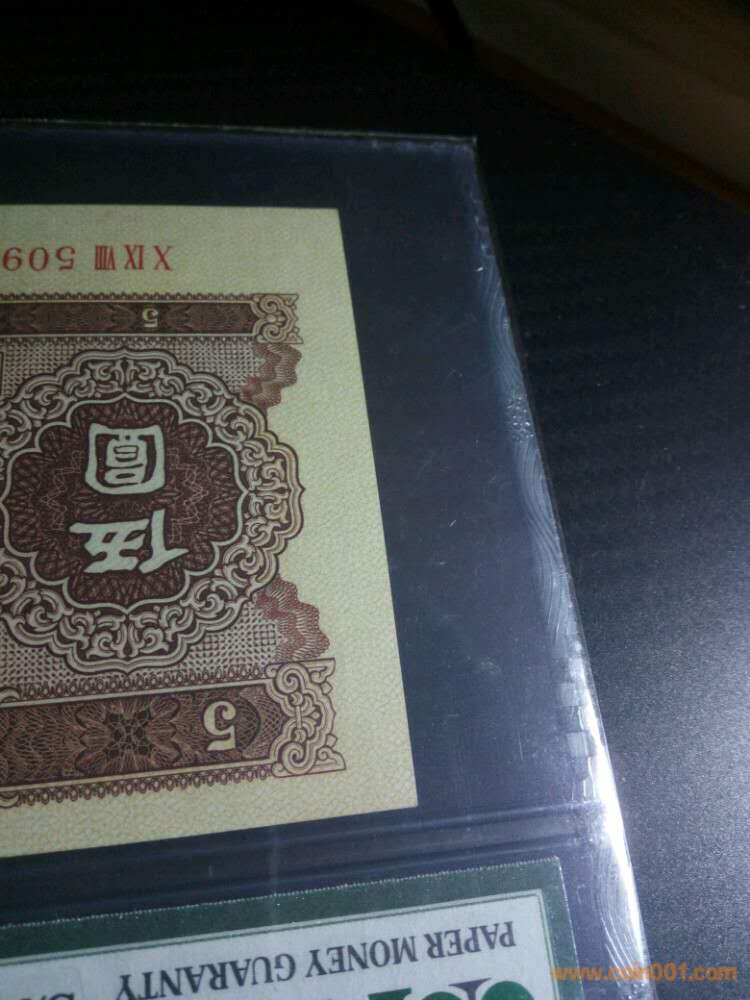 PAPER MONEY GUARANTY
5
伍
圓
5
X IX VIII 509
www.coin001.com